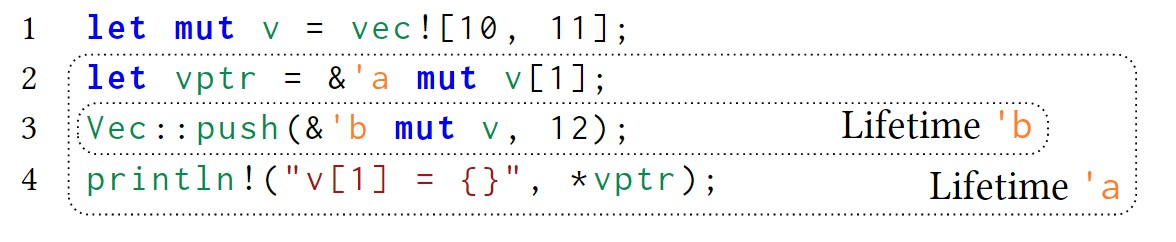 1 let mut v = vec![10, 11];
2 let vptr = &'a mut v[1];
3 Vec::push(&'b mut v, 12); Lifetime 'b
4 println!("v[1] = {}", *vptr);
Lifetime 'a